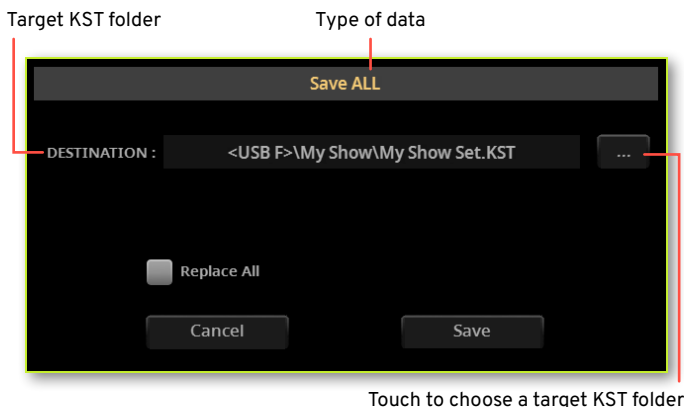 Target KST folder
Type of data
Save ALL
DESTINATION :
<USB F>\My Show\My Show Set.KST
...
Replace All
Cancel
Save
Touch to choose a target KST folder